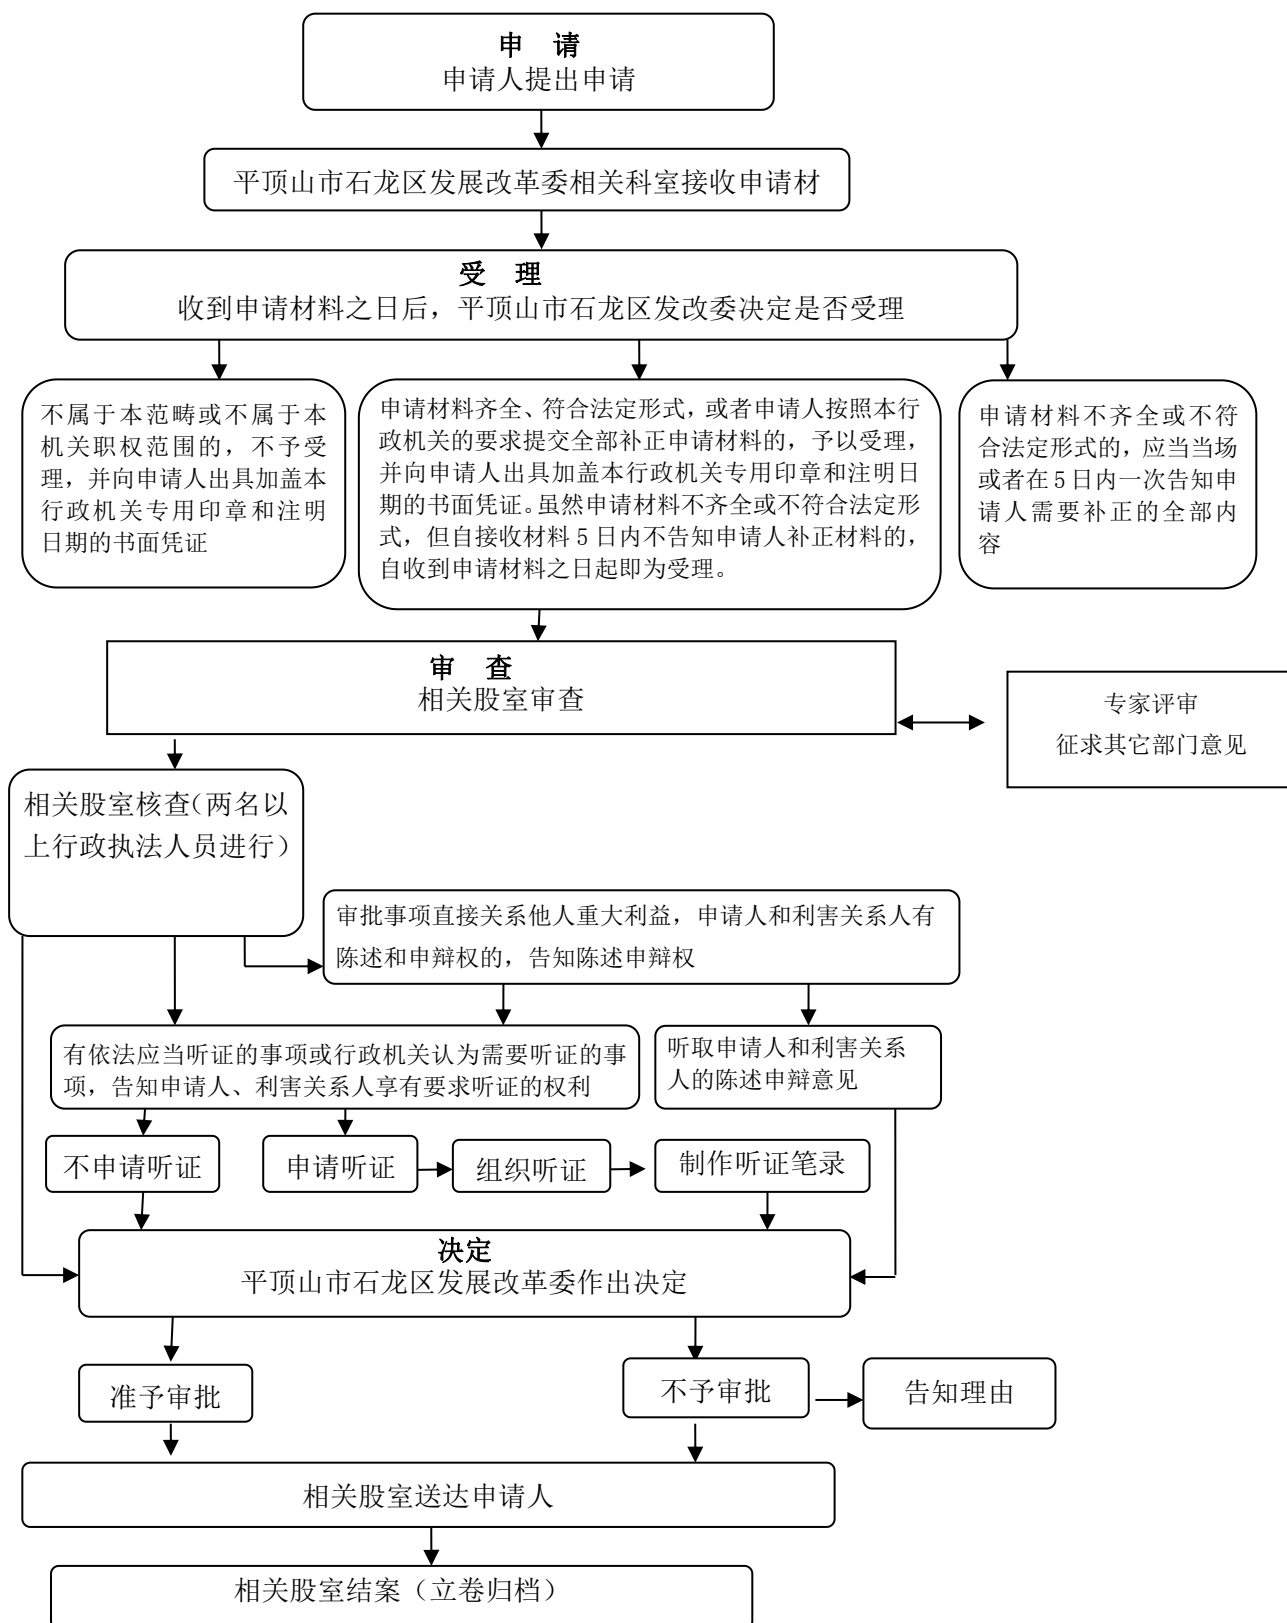 申 请
申请人提出申请
平顶山市石龙区发展改革委相关科室接收申请材
受 理
收到申请材料之日后，平顶山市石龙区发改委决定是否受理
不属于本范畴或不属于本
机关职权范围的，不予受
理，并向申请人出具加盖本
行政机关专用印章和注明
日期的书面凭证
申请材料齐全、符合法定形式，或者申请人按照本行
政机关的要求提交全部补正申请材料的，予以受理，
并向申请人出具加盖本行政机关专用印章和注明日
期的书面凭证。虽然申请材料不齐全或不符合法定形
式，但自接收材料 5 日内不告知申请人补正材料的，
自收到申请材料之日起即为受理。
申请材料不齐全或不符
合法定形式的，应当当场
或者在 5 日内一次告知申
请人需要补正的全部内
容
审 查
相关股室审查
专家评审
征求其它部门意见
相关股室核查（两名以
上行政执法人员进行）
审批事项直接关系他人重大利益，申请人和利害关系人有
陈述和申辩权的，告知陈述申辩权
有依法应当听证的事项或行政机关认为需要听证的事
项，告知申请人、利害关系人享有要求听证的权利
听取申请人和利害关系
人的陈述申辩意见
不申请听证
申请听证
组织听证
制作听证笔录
决定
平顶山市石龙区发展改革委作出决定
准予审批
不予审批
告知理由
相关股室送达申请人
相关股室结案（立卷归档）